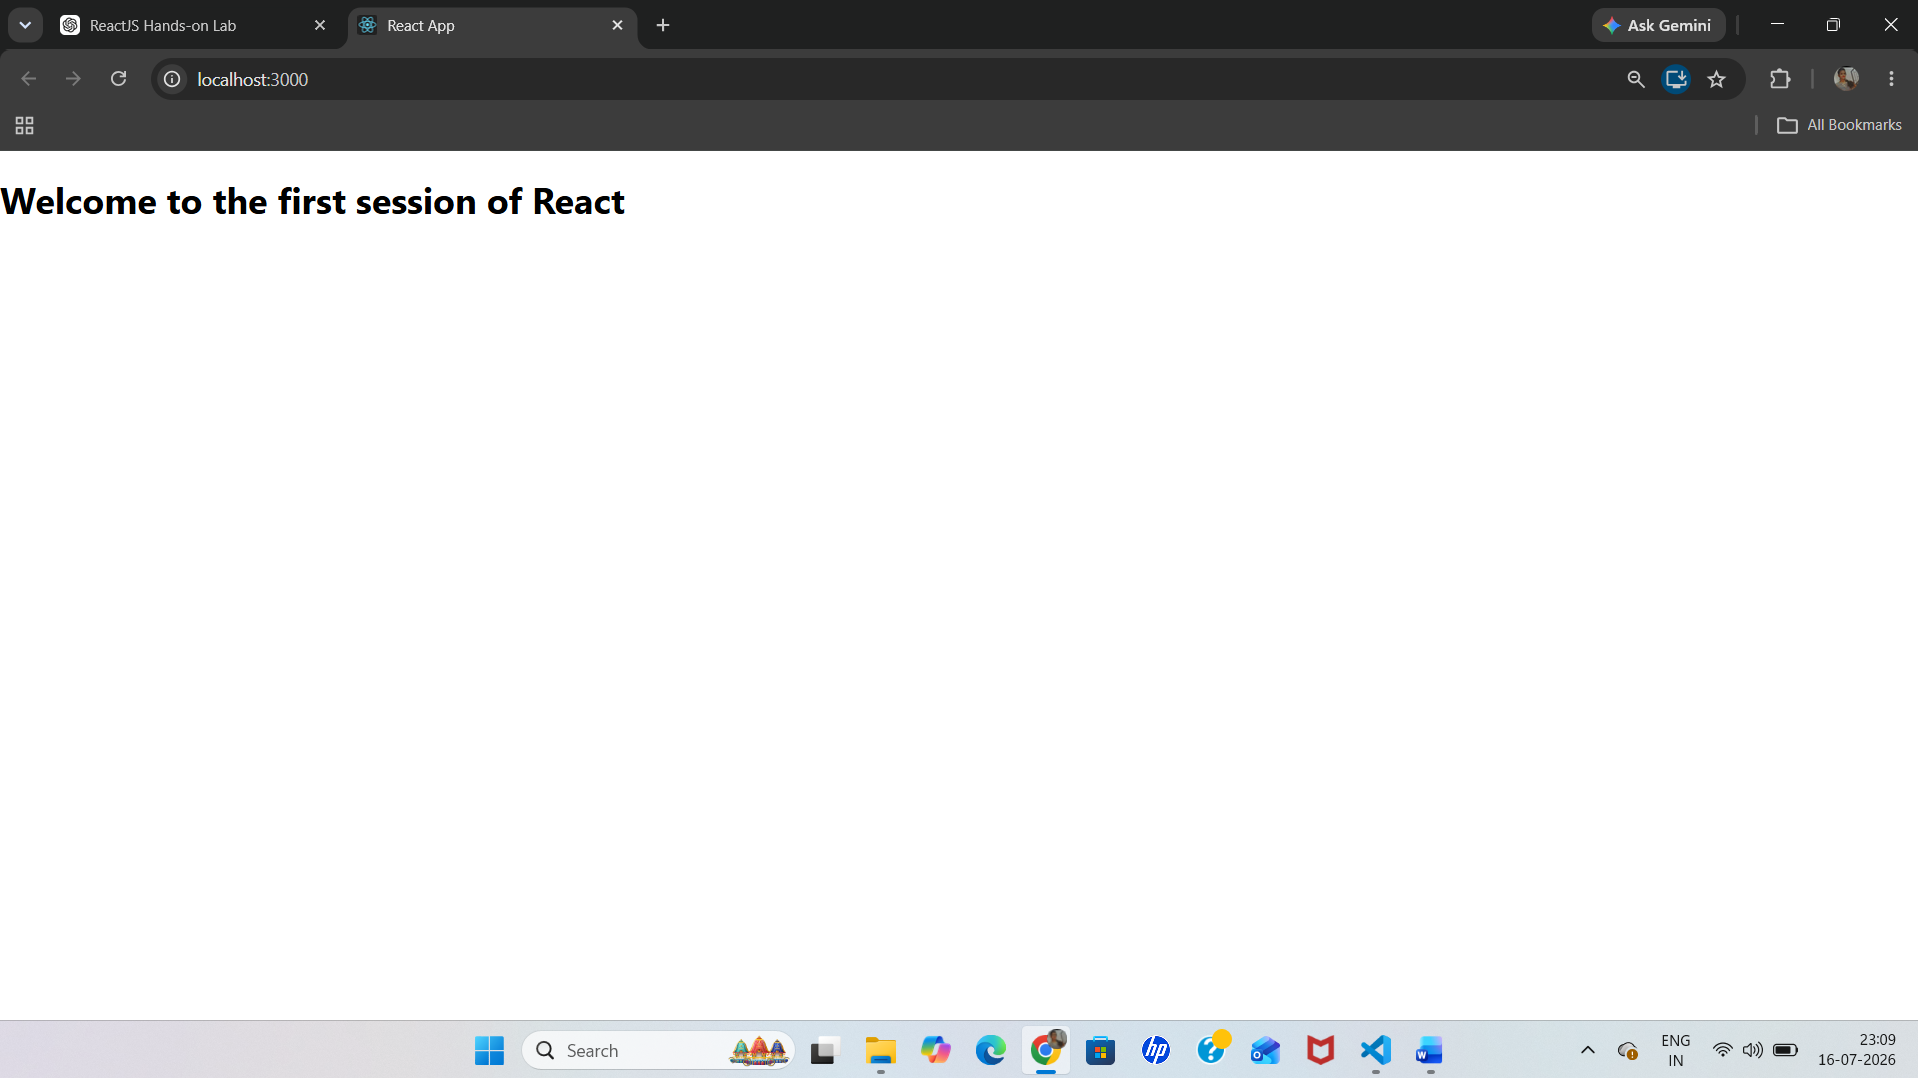 ReactJS Hands-on Lab
React App
Ask Gemini
localhost:3000
All Bookmarks
Welcome to the first session of React
Search
hp
ENG
IN
23:09
16-07-2026